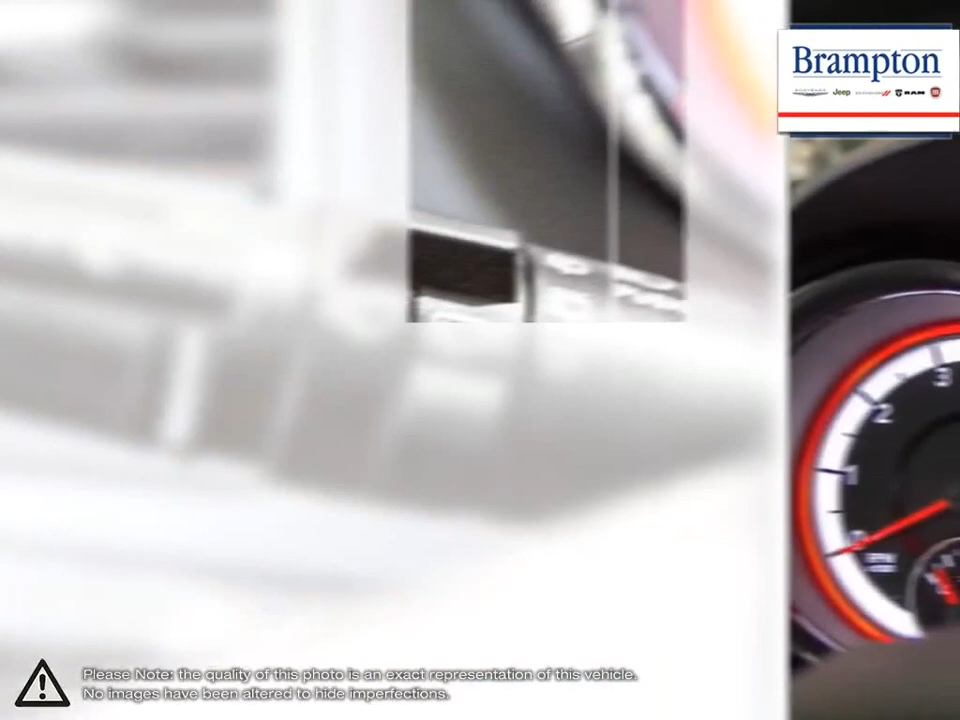 Brampton
Jeep
RAM
3
2
1
0
Please Note: the quality of this photo is an exact representation of this vehicle.
No images have been altered to hide imperfections.